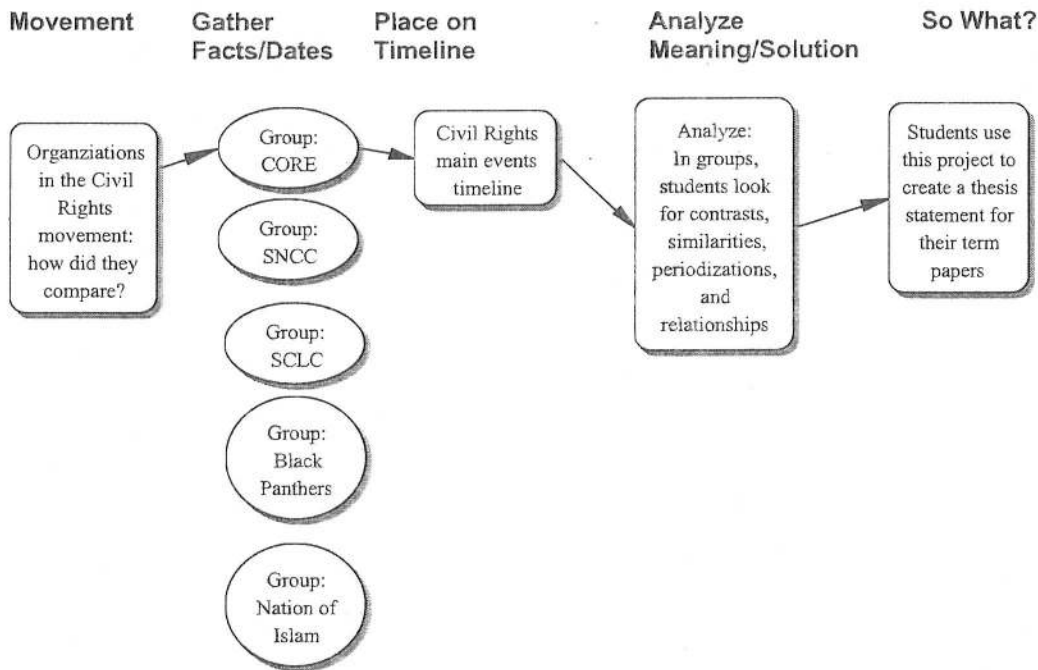 Movement
Gather
Facts/Dates
Place on
Timeline
Analyze
Meaning/Solution
So What?
Organziations
in the Civil
Rights
movement:
how did they
compare?
Group:
CORE
Group:
SNCC
Group:
SCLC
Group:
Black
Panthers
Group:
Nation of
Islam
Civil Rights
main events
timeline
Analyze:
In groups,
students look
for contrasts,
similarities,
periodizations,
and
relationships
Students use
this project to
create a thesis
statement for
their term
papers